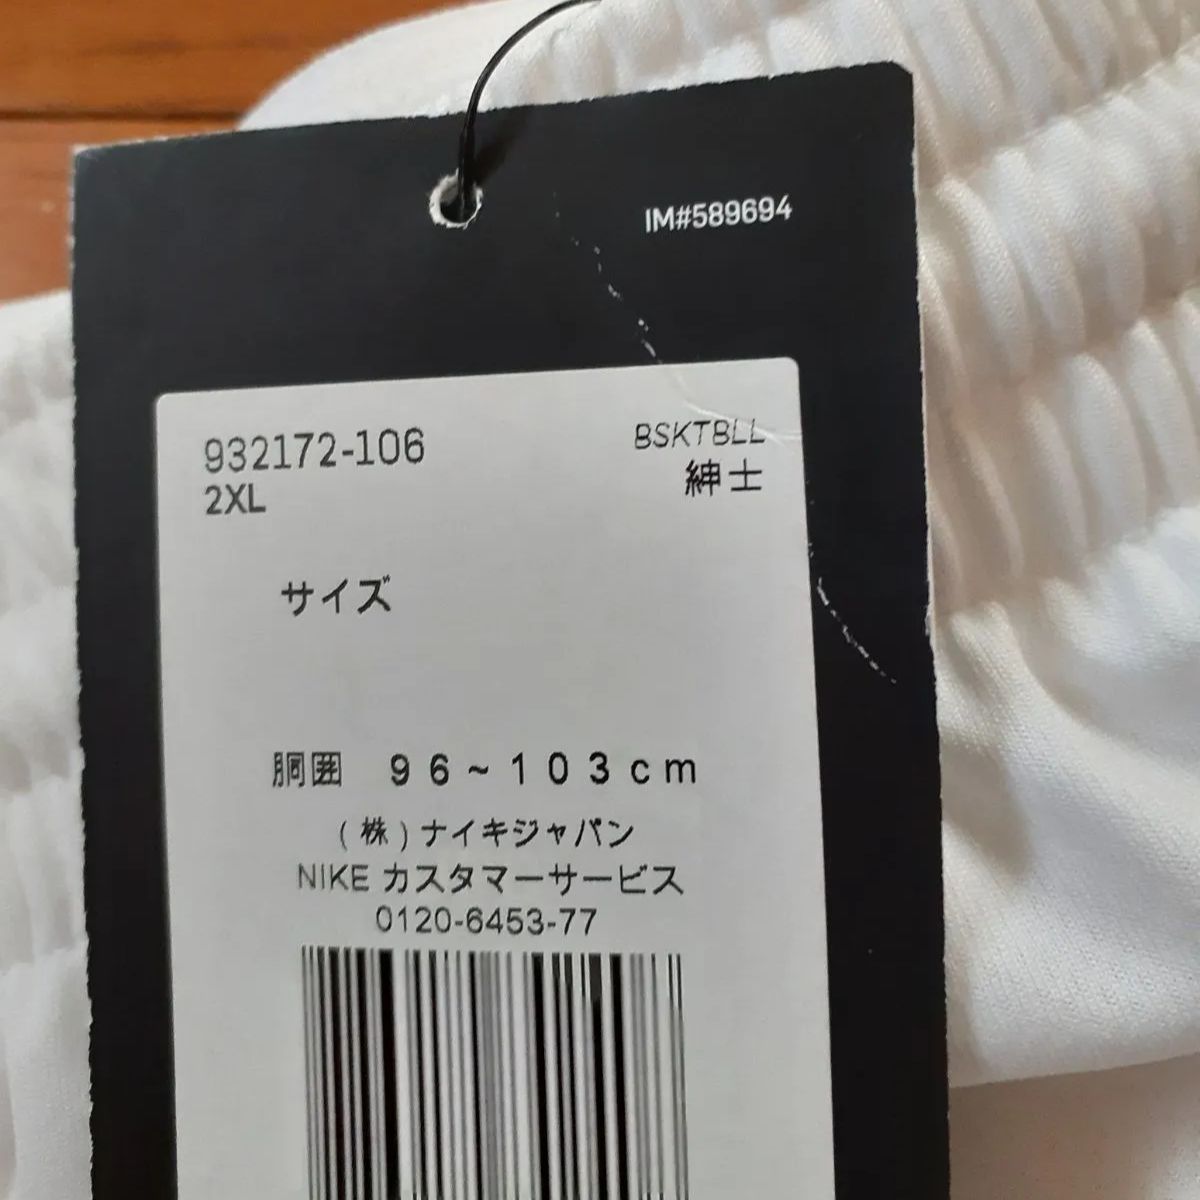 IM#589694
932172-106
BSKTBLL
2XL
紳士
サイズ
胴囲 96~103cm
(株)ナイキジャパン
NIKE カスタマーサービス
0120-6453-77